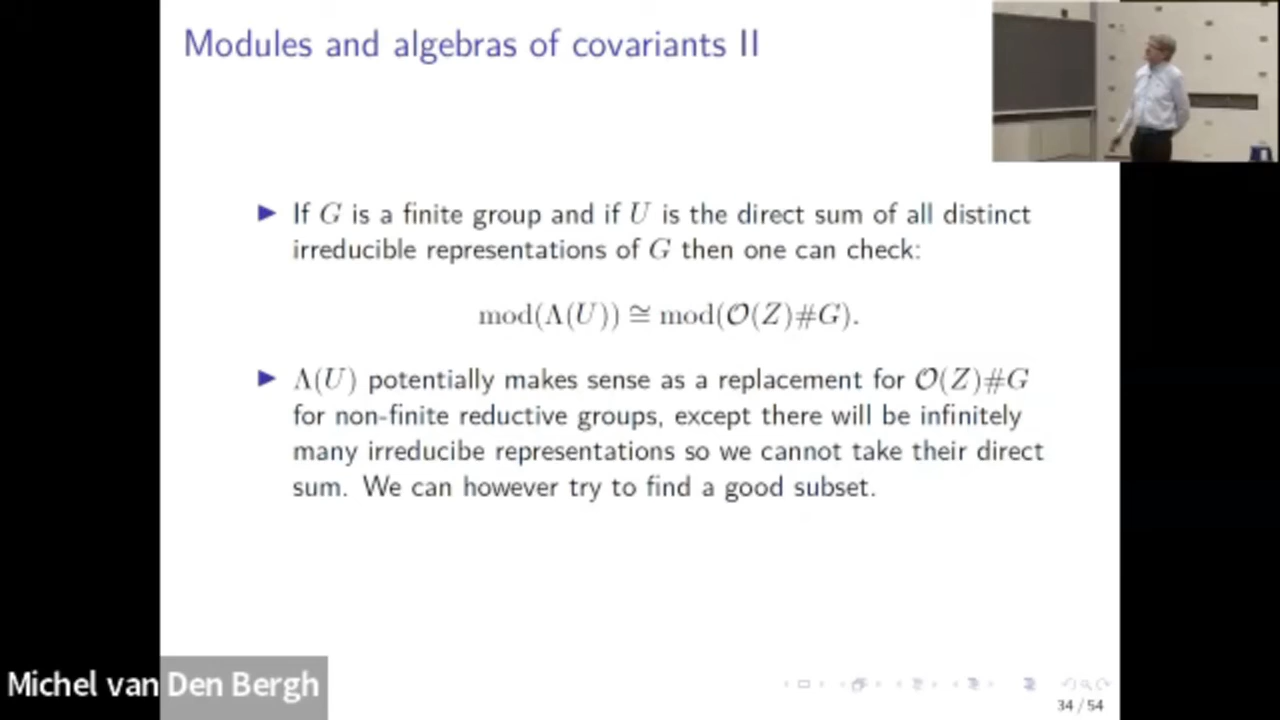 Modules and algebras of covariants II
▶ If G is a finite group and if U is the direct sum of all distinct
irreducible representations of G then one can check:
mod(Λ(U)) ≅ mod(𝒪(Z)#G).
▶ Λ(U) potentially makes sense as a replacement for 𝒪(Z)#G
for non-finite reductive groups, except there will be infinitely
many irreducibe representations so we cannot take their direct
sum. We can however try to find a good subset.
Michel van Den Bergh
34 / 54